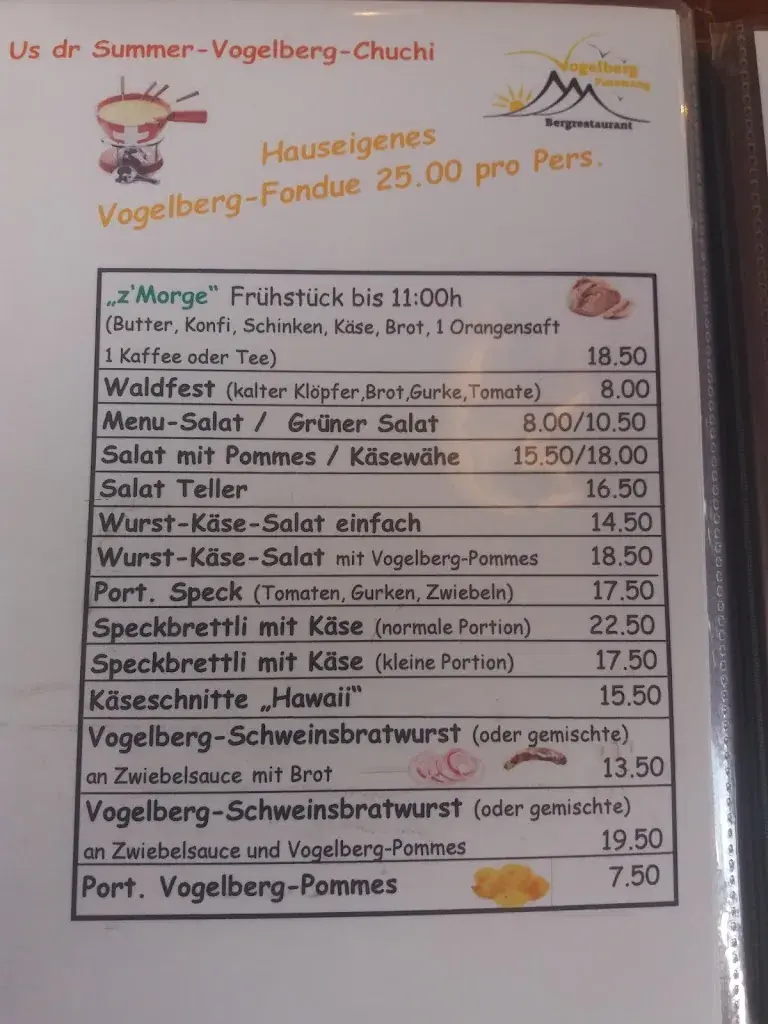 Us dr Summer-Vogelberg-Chuchi
Vogelberg
Passwang
Bergrestaurant
Hauseigenes
Vogelberg-Fondue 25.00 pro Pers.
„z'Morge“ Frühstück bis 11:00h
(Butter, Konfi, Schinken, Käse, Brot, 1 Orangensaft
1 Kaffee oder Tee) 18.50
Waldfest (kalter Klöpfer,Brot,Gurke,Tomate) 8.00
Menu-Salat / Grüner Salat 8.00/10.50
Salat mit Pommes / Käsewähe 15.50/18.00
Salat Teller 16.50
Wurst-Käse-Salat einfach 14.50
Wurst-Käse-Salat mit Vogelberg-Pommes 18.50
Port. Speck (Tomaten, Gurken, Zwiebeln) 17.50
Speckbrettli mit Käse (normale Portion) 22.50
Speckbrettli mit Käse (kleine Portion) 17.50
Käseschnitte „Hawaii“ 15.50
Vogelberg-Schweinsbratwurst (oder gemischte)
an Zwiebelsauce mit Brot 13.50
Vogelberg-Schweinsbratwurst (oder gemischte)
an Zwiebelsauce und Vogelberg-Pommes 19.50
Port. Vogelberg-Pommes 7.50